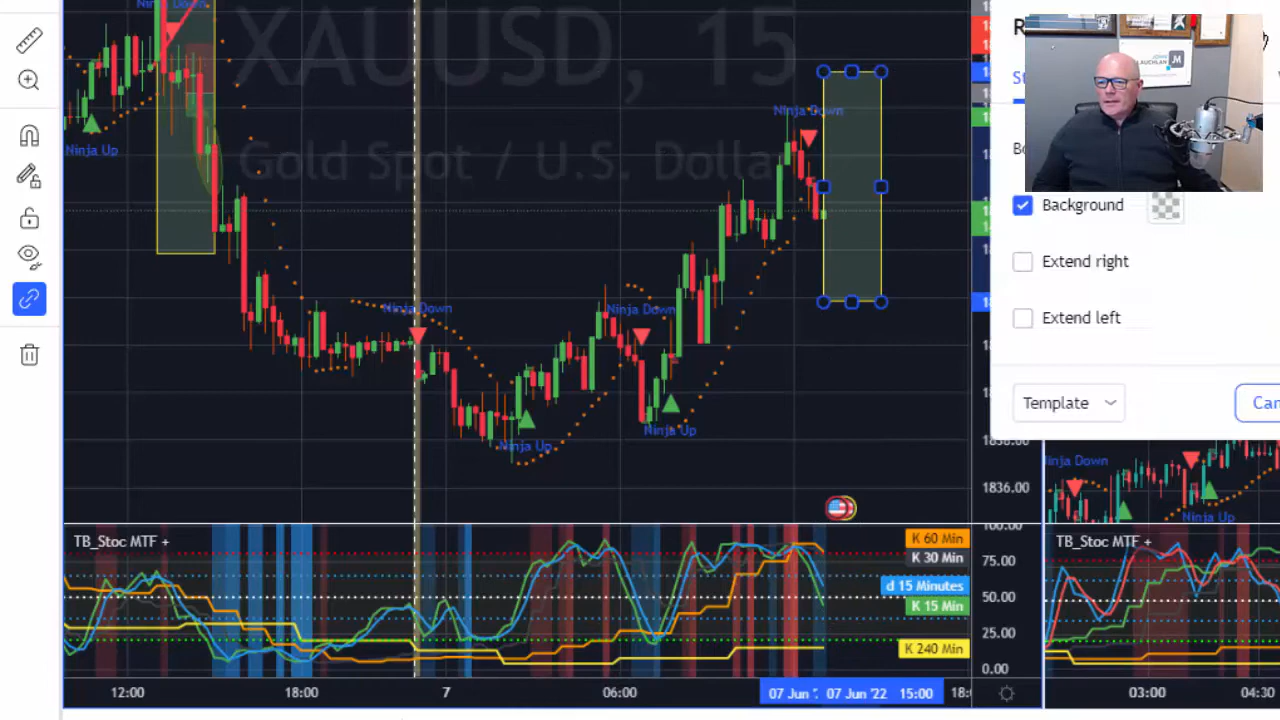 Ninja Down
XAUUSD, 15
Gold Spot / U.S. Dollar
Ninja Up
Ninja Down
Ninja Down
Ninja Down
Ninja Up
Ninja Up
1836.00
Background
Extend right
Extend left
Template
JOHN
Ninja Down
Ninja Up
TB_Stoc MTF +
K 60 Min
K 30 Min
d 15 Minutes
K 15 Min
K 240 Min
100.00
75.00
50.00
25.00
0.00
TB_Stoc MTF +
12:00
18:00
7
06:00
07 Jun '22
15:00
03:00
04:30